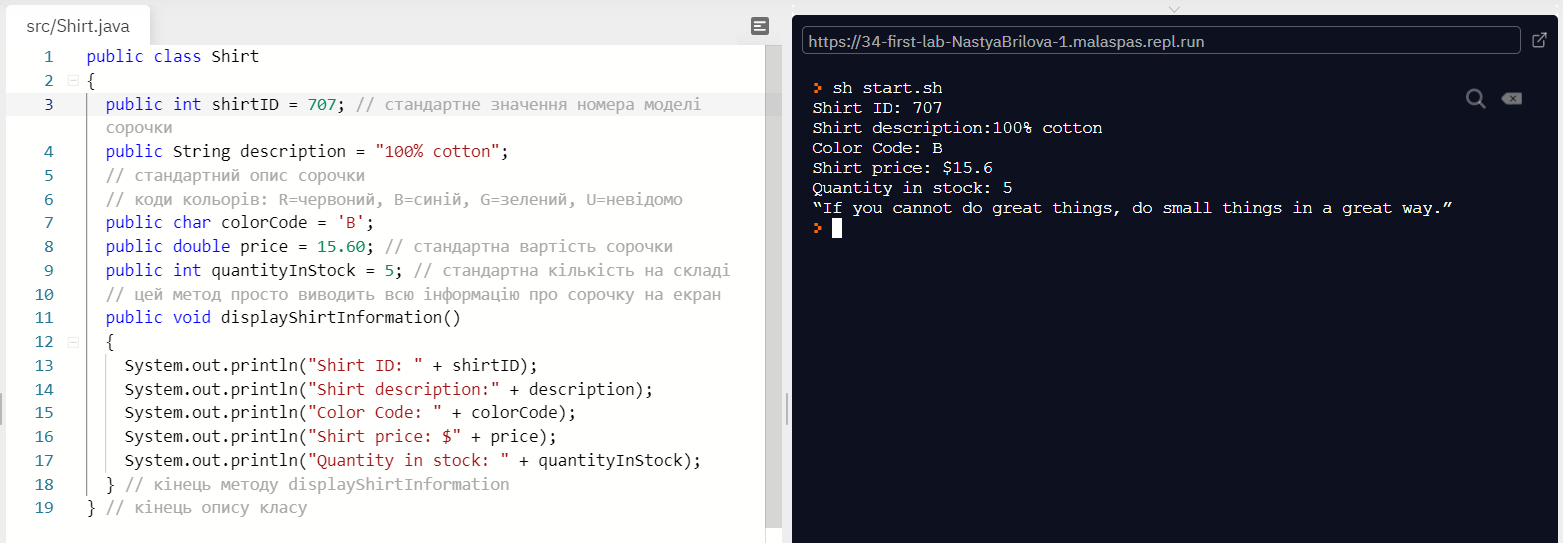 src/Shirt.java
1 public class Shirt
2 {
3 public int shirtID = 707; // стандартне значення номера моделі
сорочки
4 public String description = "100% cotton";
5 // стандартний опис сорочки
6 // коди кольорів: R=червоний, B=синій, G=зелений, U=невідомо
7 public char colorCode = 'B';
8 public double price = 15.60; // стандартна вартість сорочки
9 public int quantityInStock = 5; // стандартна кількість на складі
10 // цей метод просто виводить всю інформацію про сорочку на екран
11 public void displayShirtInformation()
12 {
13 System.out.println("Shirt ID: " + shirtID);
14 System.out.println("Shirt description:" + description);
15 System.out.println("Color Code: " + colorCode);
16 System.out.println("Shirt price: $" + price);
17 System.out.println("Quantity in stock: " + quantityInStock);
18 } // кінець методу displayShirtInformation
19 } // кінець опису класу
https://34-first-lab-NastyaBrilova-1.malaspas.repl.run
> sh start.sh
Shirt ID: 707
Shirt description:100% cotton
Color Code: B
Shirt price: $15.6
Quantity in stock: 5
“If you cannot do great things, do small things in a great way.”
>